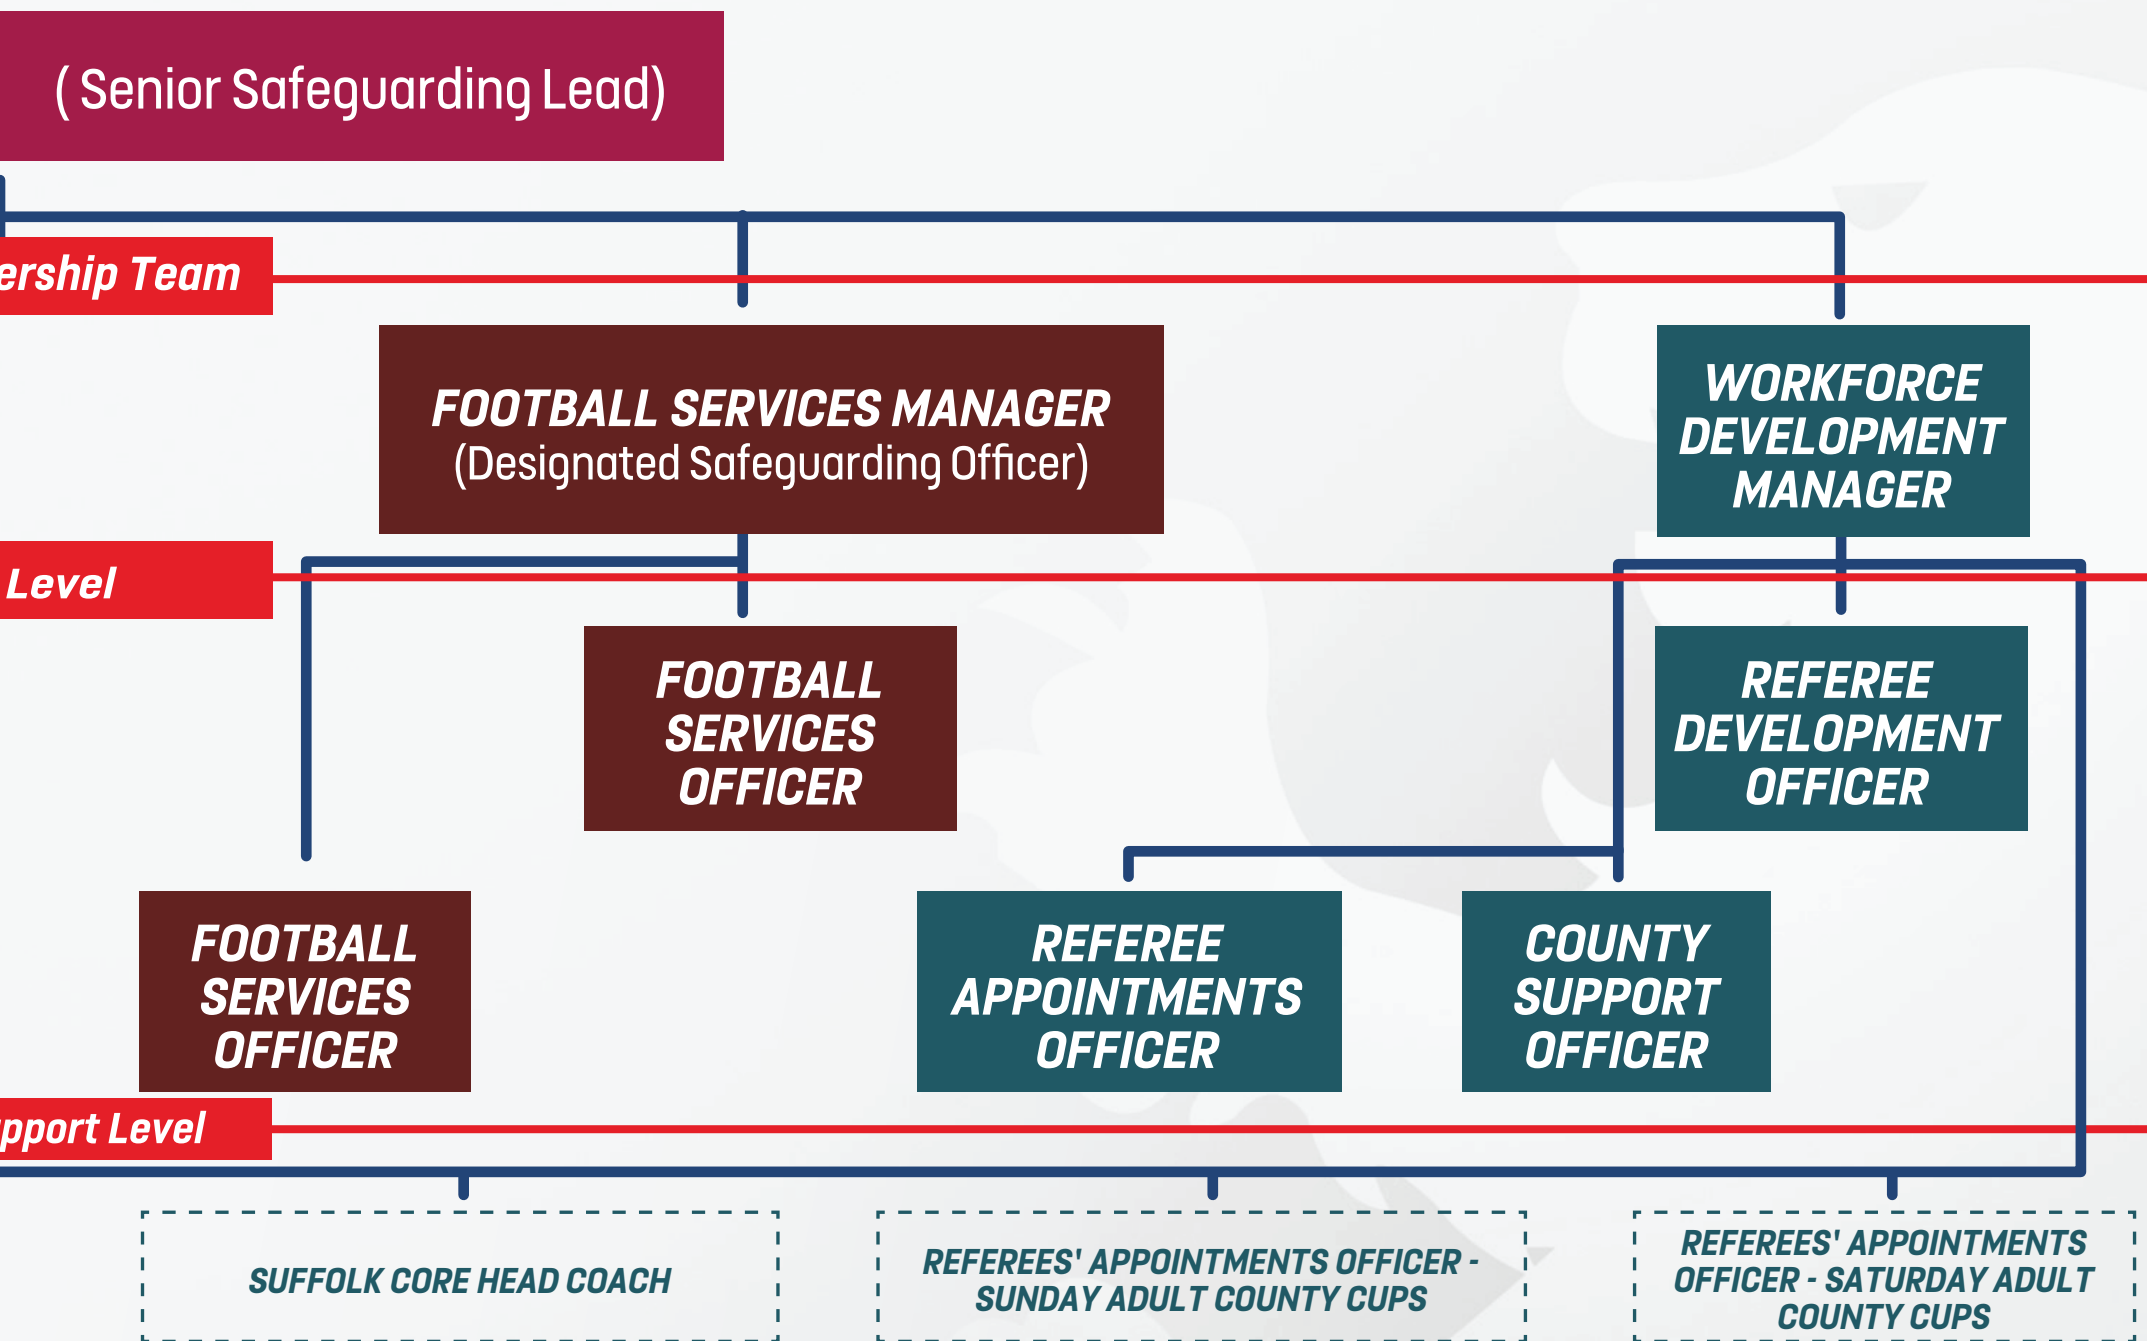 ( Senior Safeguarding Lead)
ership Team
FOOTBALL SERVICES MANAGER
(Designated Safeguarding Officer)
WORKFORCE
DEVELOPMENT
MANAGER
Level
FOOTBALL
SERVICES
OFFICER
REFEREE
DEVELOPMENT
OFFICER
FOOTBALL
SERVICES
OFFICER
REFEREE
APPOINTMENTS
OFFICER
COUNTY
SUPPORT
OFFICER
pport Level
SUFFOLK CORE HEAD COACH
REFEREES' APPOINTMENTS OFFICER -
SUNDAY ADULT COUNTY CUPS
REFEREES' APPOINTMENTS
OFFICER - SATURDAY ADULT
COUNTY CUPS